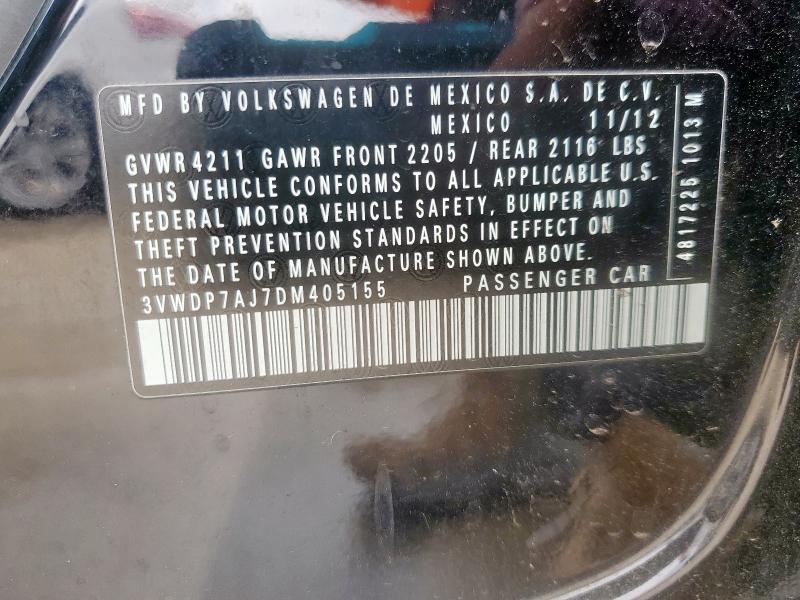 MFD BY VOLKSWAGEN DE MEXICO S.A. DE C.V.
MEXICO 11/12
GVWR 4211 GAWR FRONT 2205 / REAR 2116 LBS
THIS VEHICLE CONFORMS TO ALL APPLICABLE U.S.
FEDERAL MOTOR VEHICLE SAFETY, BUMPER AND
THEFT PREVENTION STANDARDS IN EFFECT ON
THE DATE OF MANUFACTURE SHOWN ABOVE.
3VWDP7AJ7DM405155 PASSENGER CAR
4817225 1013 M